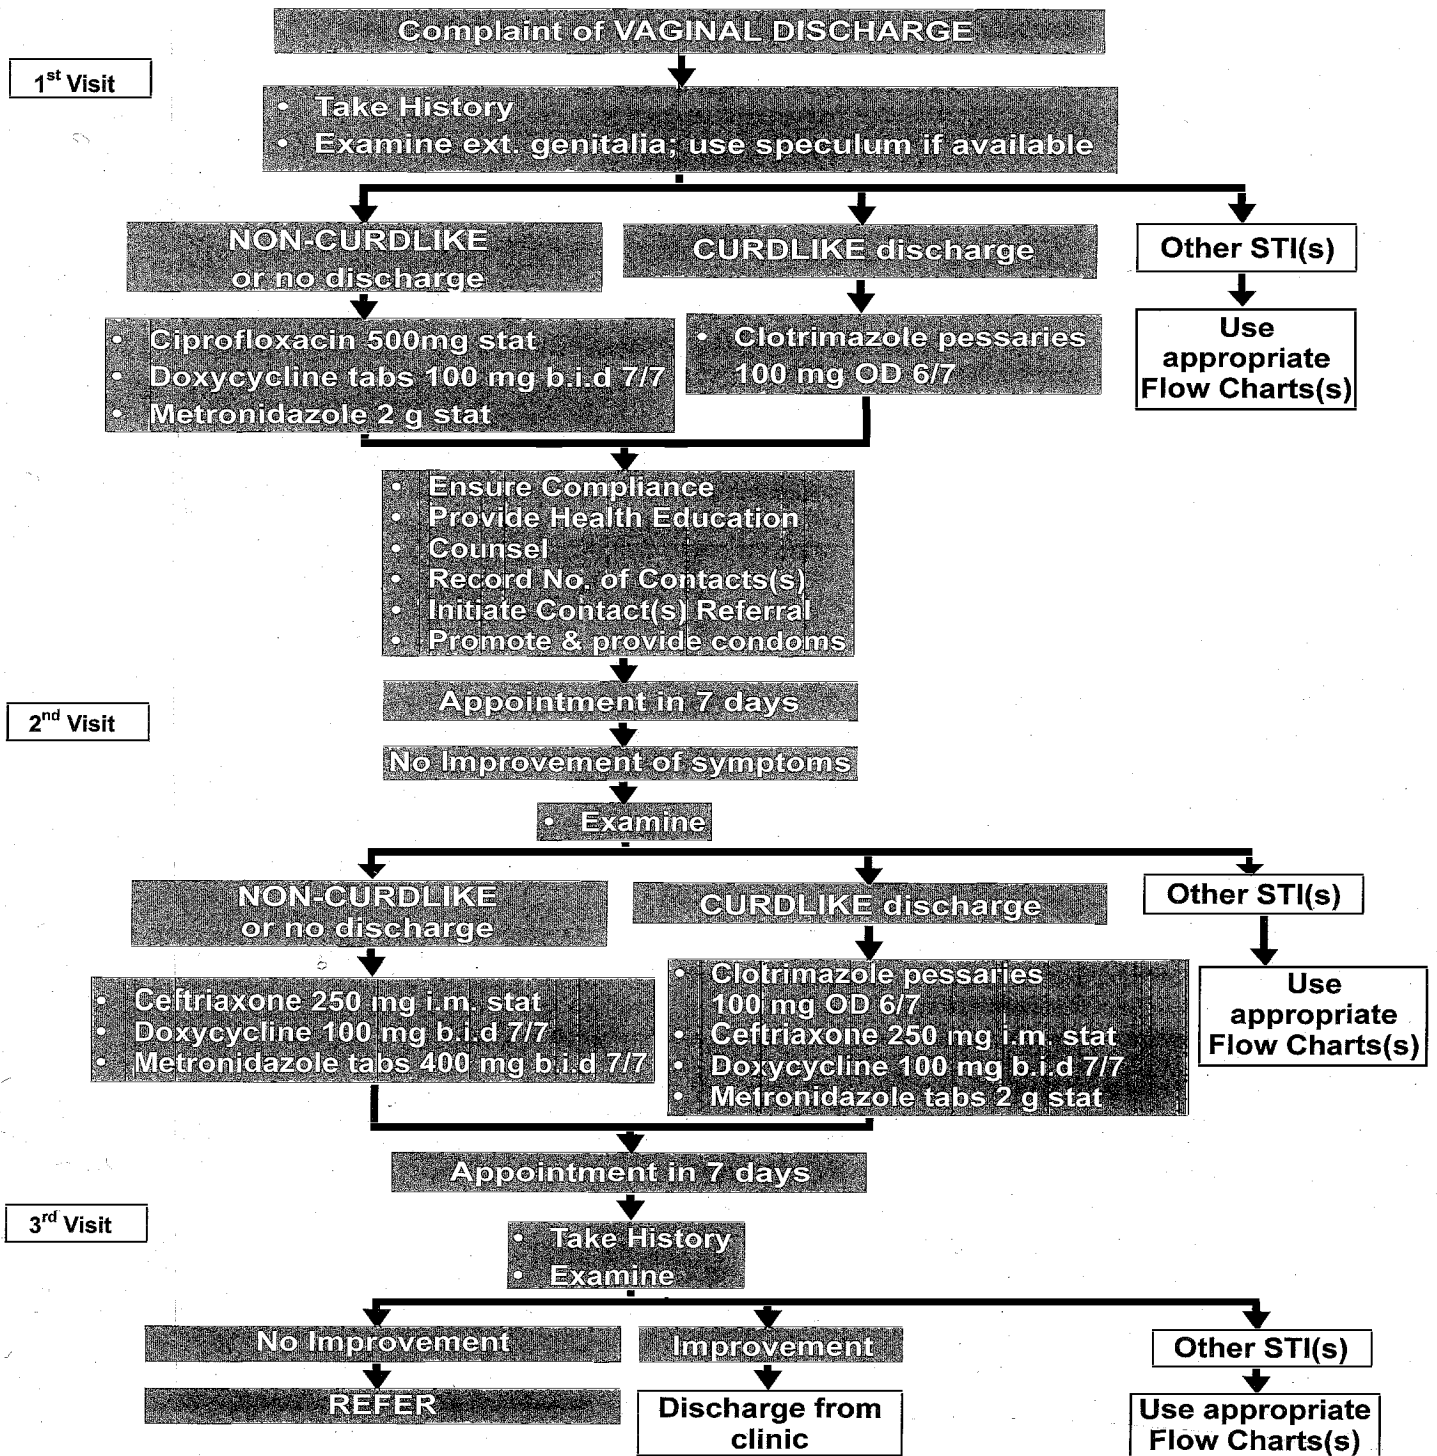 Complaint of VAGINAL DISCHARGE
1st Visit
• Take History
• Examine ext. genitalia; use speculum if available
NON-CURDLIKE
or no discharge
CURDLIKE discharge
Other STI(s)
• Ciprofloxacin 500mg stat
• Doxycycline tabs 100 mg b.i.d 7/7
• Metronidazole 2 g stat
• Clotrimazole pessaries
100 mg OD 6/7
Use
appropriate
Flow Charts(s)
• Ensure Compliance
• Provide Health Education
• Counsel
• Record No. of Contacts(s)
• Initiate Contact(s) Referral
• Promote & provide condoms
Appointment in 7 days
2nd Visit
No Improvement of symptoms
• Examine
NON-CURDLIKE
or no discharge
CURDLIKE discharge
Other STI(s)
• Ceftriaxone 250 mg i.m. stat
• Doxycycline 100 mg b.i.d 7/7
• Metronidazole tabs 400 mg b.i.d 7/7
• Clotrimazole pessaries
100 mg OD 6/7
• Ceftriaxone 250 mg i.m. stat
• Doxycycline 100 mg b.i.d 7/7
• Metronidazole tabs 2 g stat
Use
appropriate
Flow Charts(s)
Appointment in 7 days
3rd Visit
• Take History
• Examine
No Improvement
Improvement
Other STI(s)
REFER
Discharge from
clinic
Use appropriate
Flow Charts(s)